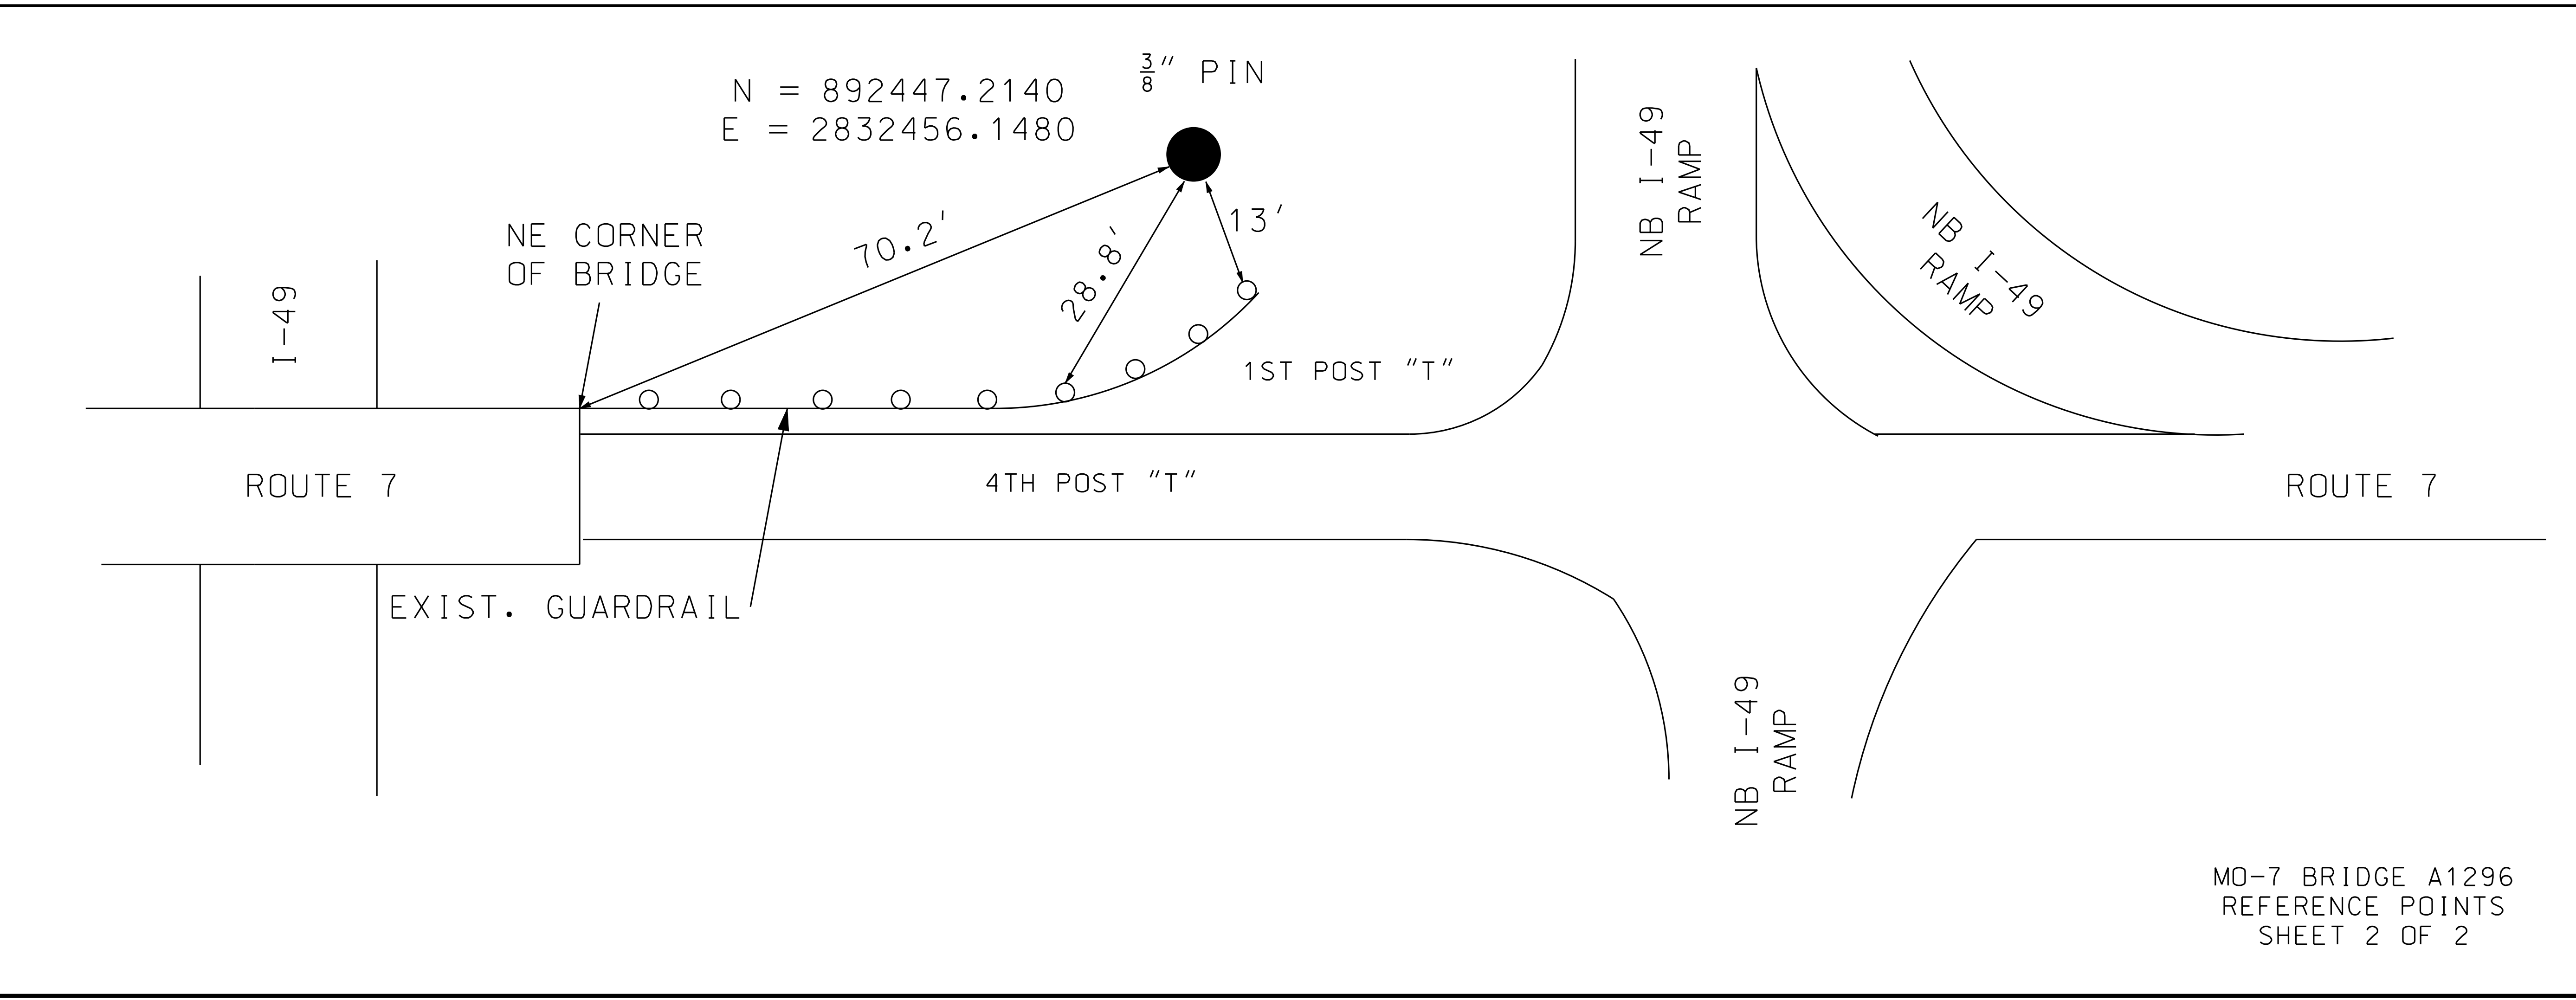 ⅜" PIN
N = 892447.2140
E = 2832456.1480
NB I-49
RAMP
NB I-49
RAMP
NE CORNER
OF BRIDGE
70.2'
28.8'
13'
I-49
1ST POST "T"
ROUTE 7
4TH POST "T"
ROUTE 7
EXIST. GUARDRAIL
NB I-49
RAMP
MO-7 BRIDGE A1296
REFERENCE POINTS
SHEET 2 OF 2